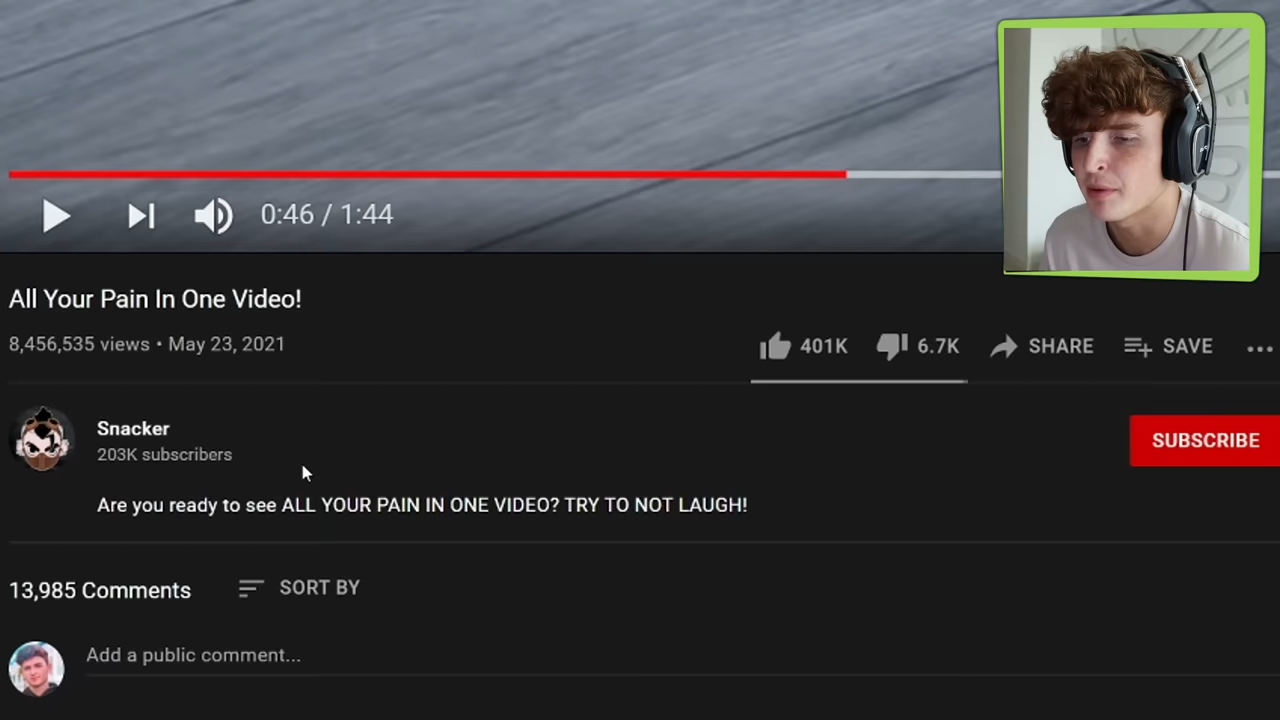 0:46 / 1:44
All Your Pain In One Video!
8,456,535 views • May 23, 2021
401K 6.7K SHARE SAVE
Snacker
203K subscribers
SUBSCRIBE
Are you ready to see ALL YOUR PAIN IN ONE VIDEO? TRY TO NOT LAUGH!
13,985 Comments SORT BY
Add a public comment...